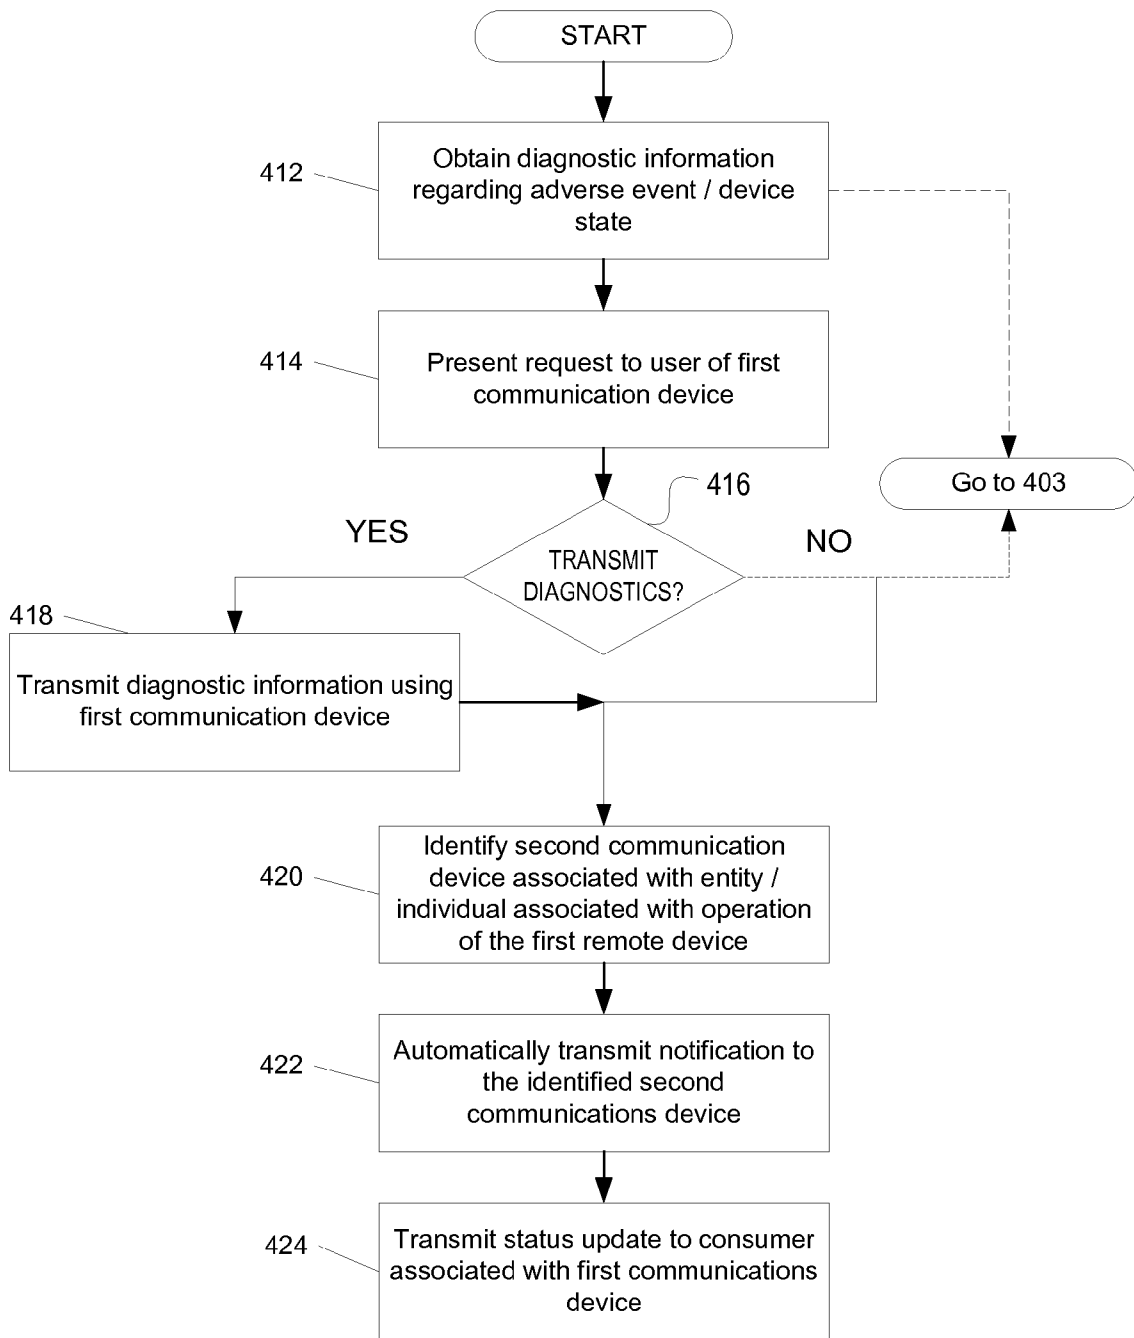 START
412
Obtain diagnostic information
regarding adverse event / device
state
414
Present request to user of first
communication device
416
Go to 403
YES
NO
TRANSMIT
DIAGNOSTICS?
418
Transmit diagnostic information using
first communication device
420
Identify second communication
device associated with entity /
individual associated with operation
of the first remote device
422
Automatically transmit notification to
the identified second
communications device
424
Transmit status update to consumer
associated with first communications
device